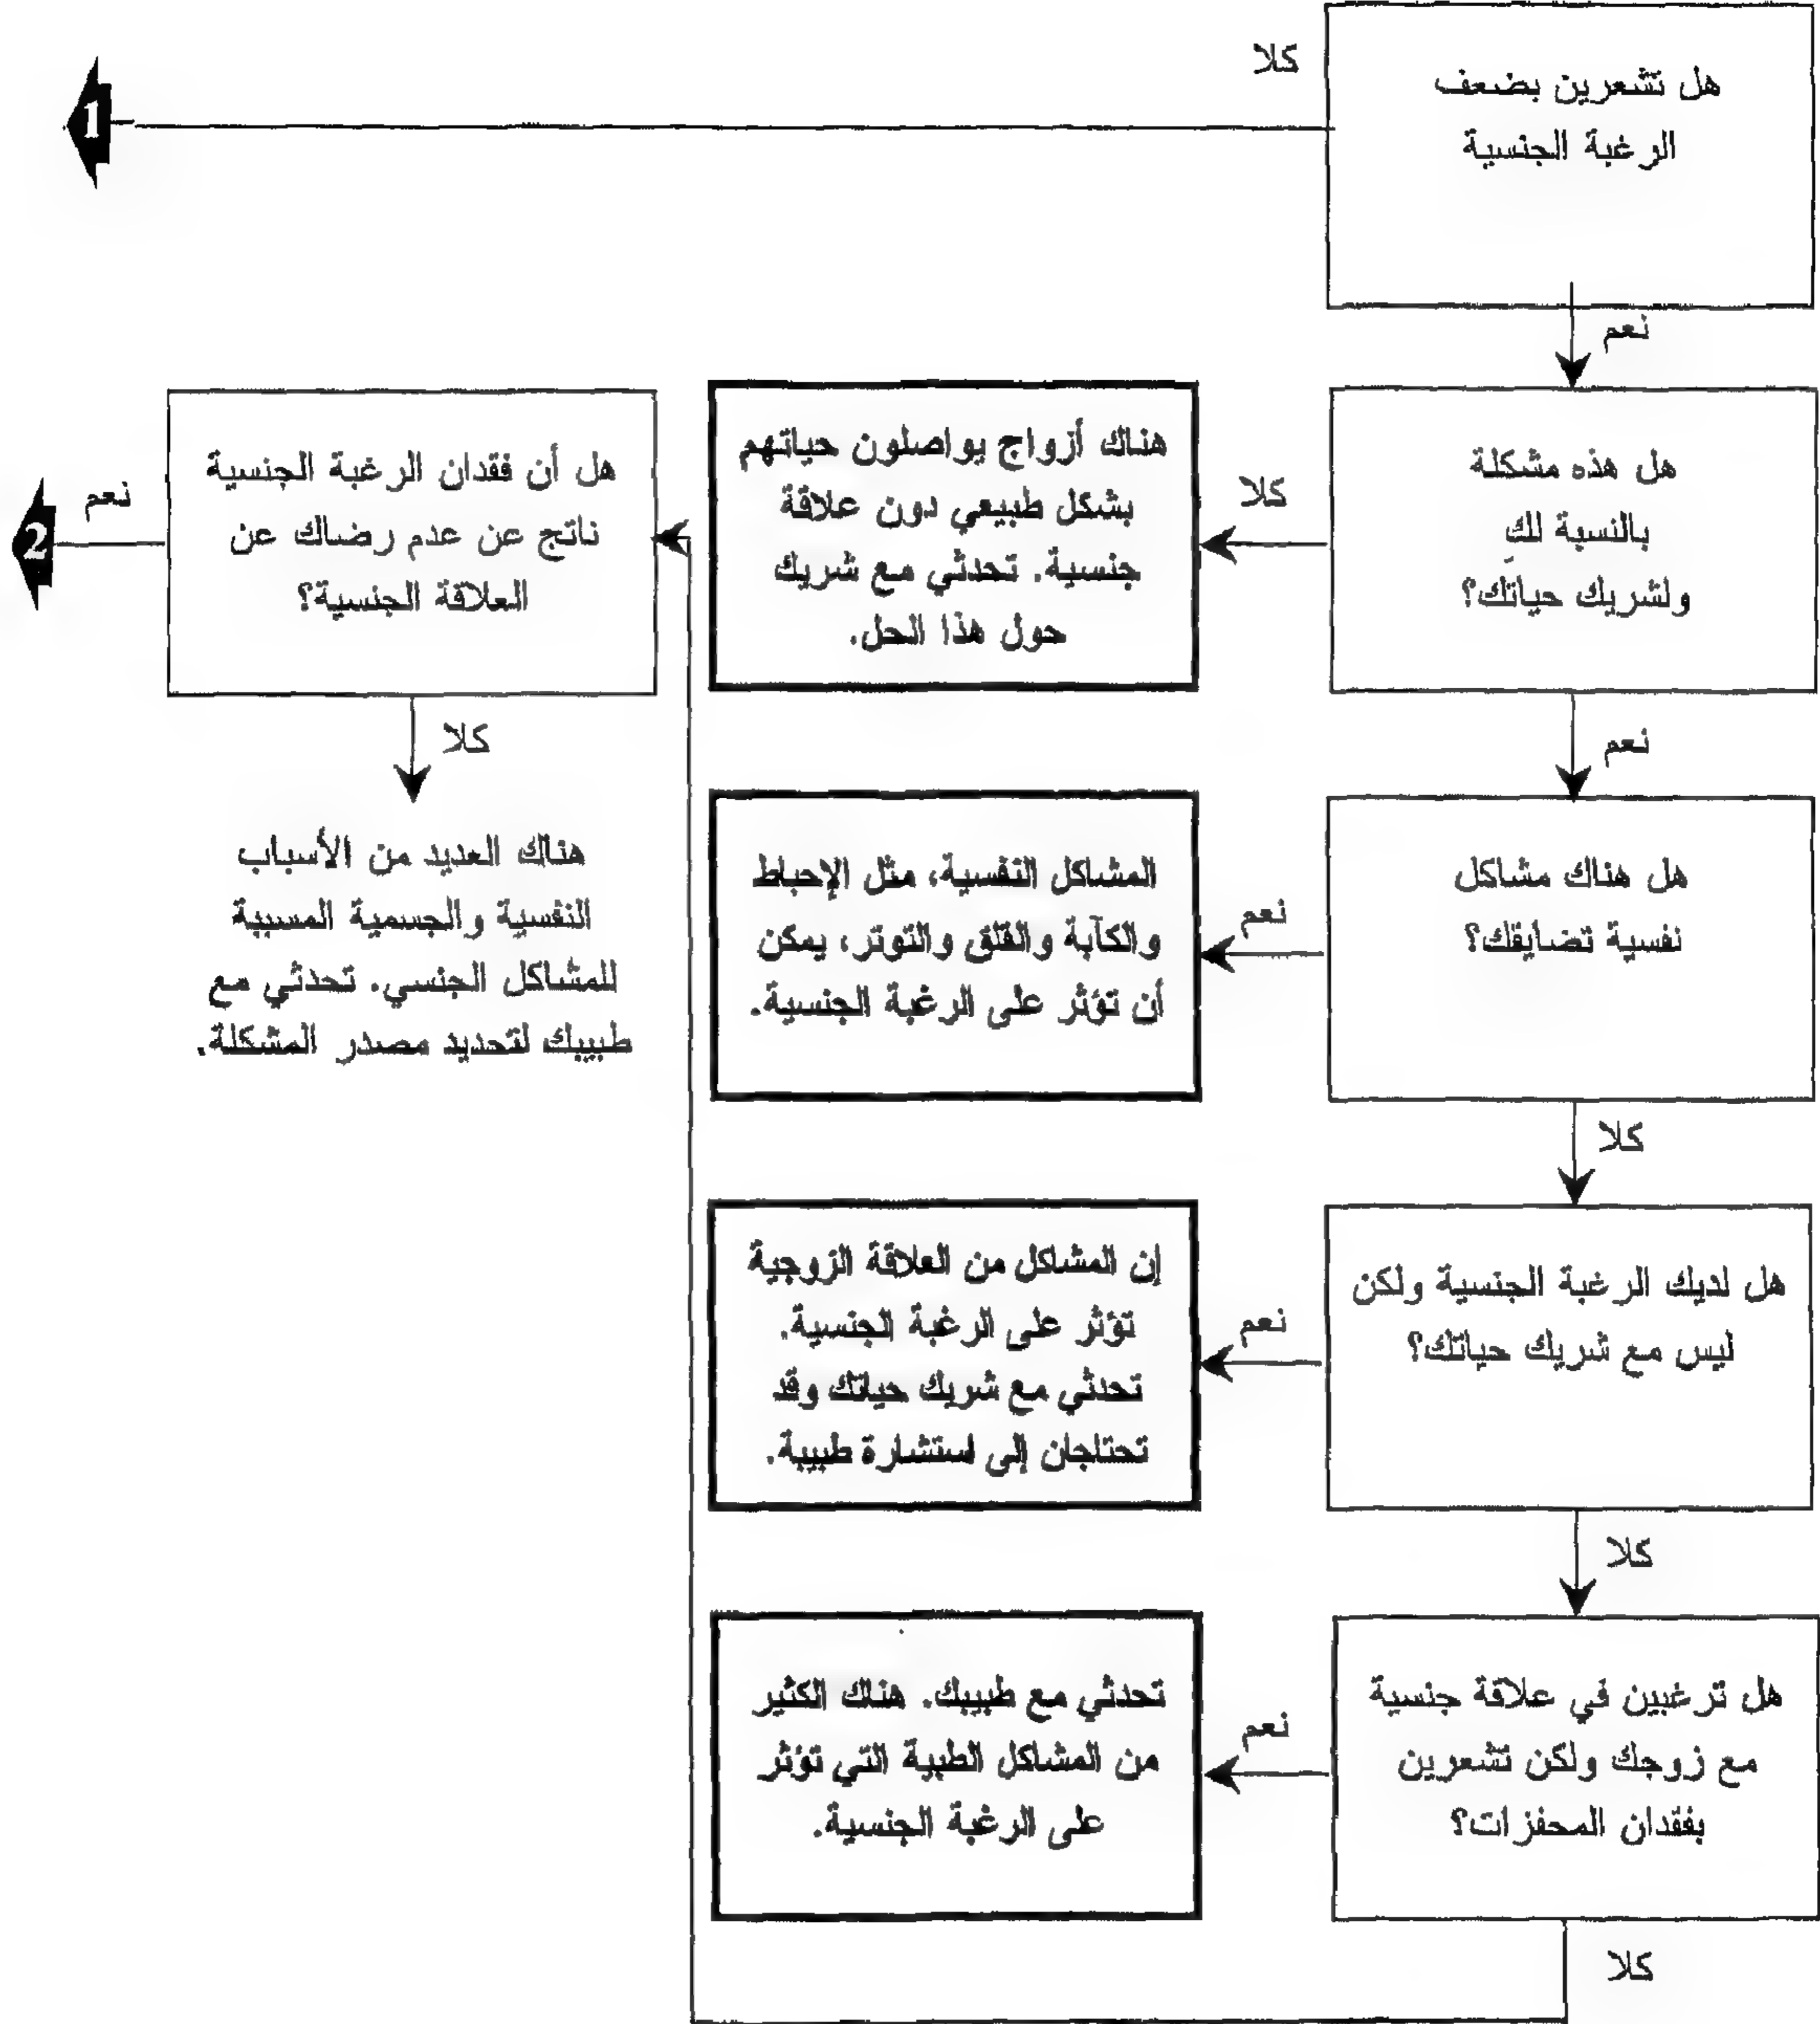 هل تشعرين بضعف
الرغبة الجنسية
كلا
1
نعم
هل هذه مشكلة
بالنسبة لكِ
ولشريك حياتك؟
كلا
هناك أزواج يواصلون حياتهم
بشكل طبيعي دون علاقة
جنسية. تحدثي مع شريك
حول هذا الحل.
نعم
هل هناك مشاكل
نفسية تضايقك؟
نعم
المشاكل النفسية، مثل الإحباط
والكآبة والقلق والتوتر، يمكن
أن تؤثر على الرغبة الجنسية.
كلا
هل لديك الرغبة الجنسية ولكن
ليس مع شريك حياتك؟
نعم
إن المشاكل من العلاقة الزوجية
تؤثر على الرغبة الجنسية.
تحدثي مع شريك حياتك وقد
تحتاجان إلى استشارة طبيبة.
كلا
هل ترغبين في علاقة جنسية
مع زوجك ولكن تشعرين
بفقدان المحفزات؟
نعم
تحدثي مع طبيبك. هناك الكثير
من المشاكل الطبية التي تؤثر
على الرغبة الجنسية.
كلا
هل أن فقدان الرغبة الجنسية
ناتج عن عدم رضاك عن
العلاقة الجنسية؟
نعم
2
كلا
هناك العديد من الأسباب
النفسية والجسمية المسببة
للمشاكل الجنسي. تحدثي مع
طبيبك لتحديد مصدر المشكلة.